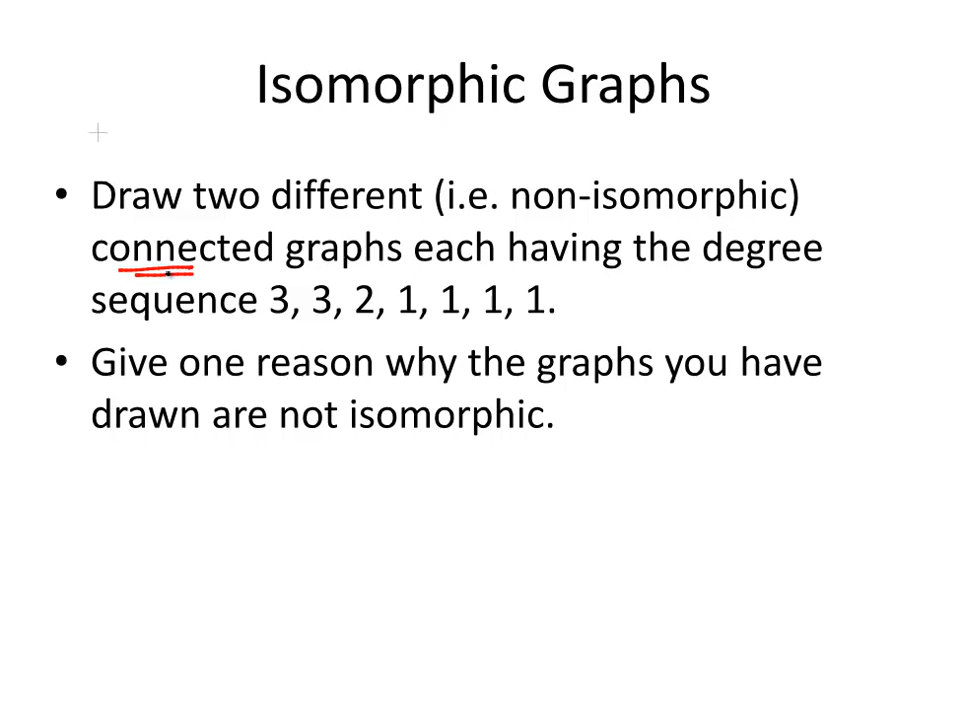 Isomorphic Graphs
• Draw two different (i.e. non-isomorphic)
connected graphs each having the degree
sequence 3, 3, 2, 1, 1, 1, 1.
• Give one reason why the graphs you have
drawn are not isomorphic.